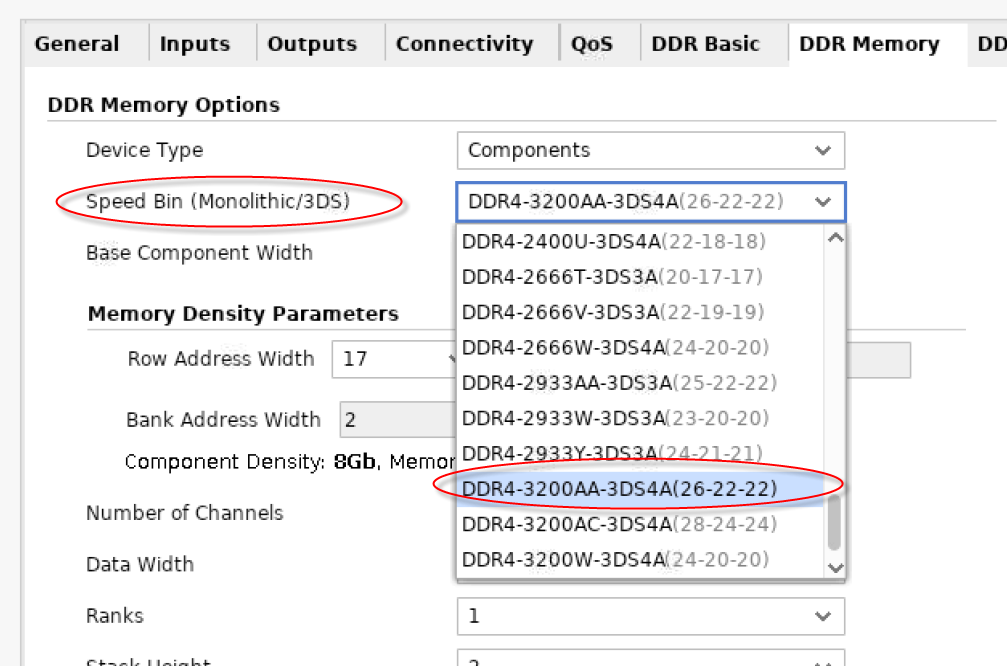 General Inputs Outputs Connectivity QoS DDR Basic DDR Memory DD
DDR Memory Options
Device Type Components
Speed Bin (Monolithic/3DS) DDR4-3200AA-3DS4A(26-22-22)
DDR4-2400U-3DS4A(22-18-18)
Base Component Width
DDR4-2666T-3DS3A(20-17-17)
DDR4-2666V-3DS3A(22-19-19)
Memory Density Parameters
DDR4-2666W-3DS4A(24-20-20)
Row Address Width 17
DDR4-2933AA-3DS3A(25-22-22)
DDR4-2933W-3DS3A(23-20-20)
Bank Address Width 2
DDR4-2933Y-3DS3A(24-21-21)
Component Density: 8Gb, Memor
DDR4-3200AA-3DS4A(26-22-22)
Number of Channels
DDR4-3200AC-3DS4A(28-24-24)
DDR4-3200W-3DS4A(24-20-20)
Data Width
Ranks 1
Stack Height